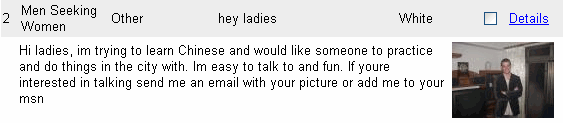 2 Men Seeking Women Other hey ladies White Details
Hi ladies, im trying to learn Chinese and would like someone to practice
and do things in the city with. Im easy to talk to and fun. If youre
interested in talking send me an email with your picture or add me to your
msn